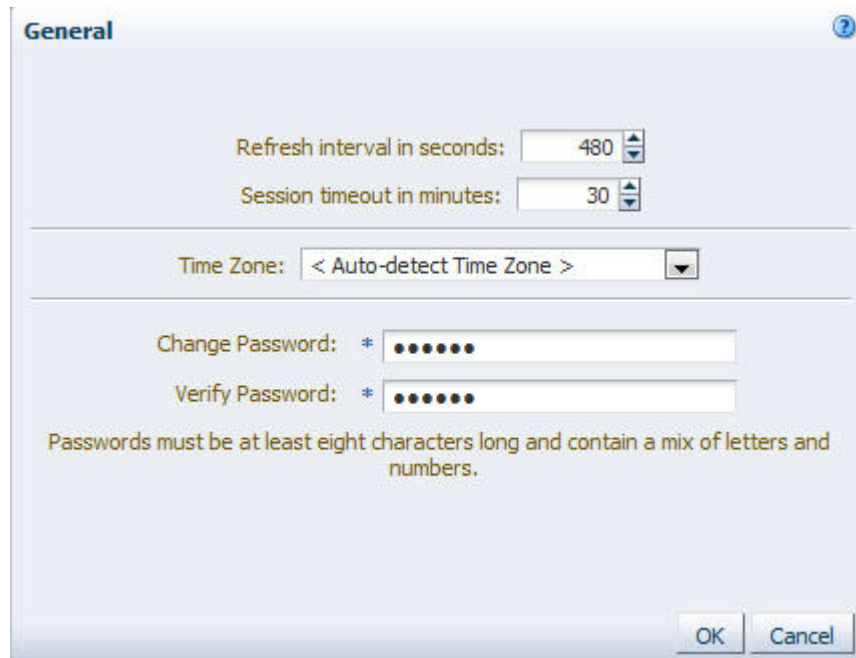 General
Refresh interval in seconds: 480
Session timeout in minutes: 30
Time Zone: < Auto-detect Time Zone >
Change Password: * ●●●●●●
Verify Password: * ●●●●●●
Passwords must be at least eight characters long and contain a mix of letters and
numbers.
OK Cancel